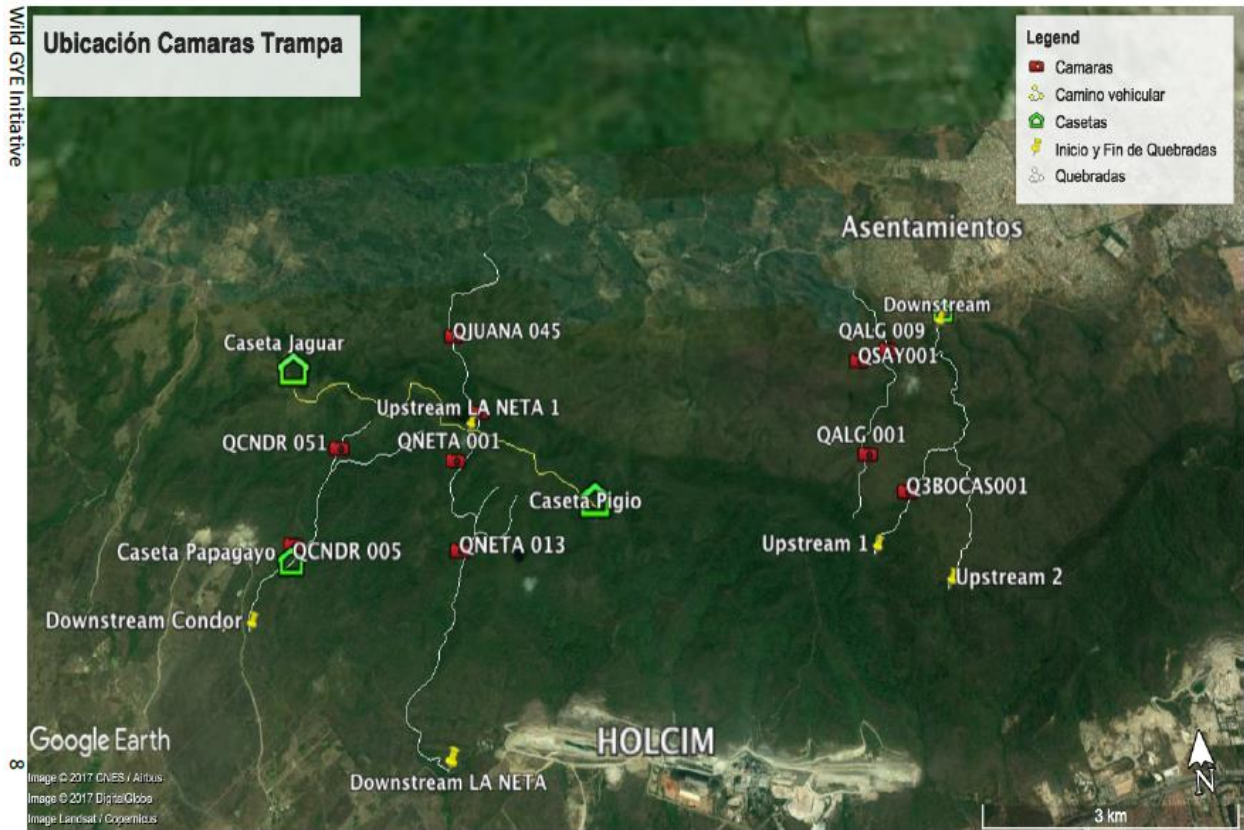 Wild GYE Initiative
8
Ubicación Camaras Trampa
Legend
Camaras
Camino vehicular
Casetas
Inicio y Fin de Quebradas
Quebradas
Asentamientos
Downstream
QJUANA 045
QALG 009
QSAY001
Caseta Jaguar
Upstream LA NETA 1
QCNDR 051
QNETA 001
QALG 001
Caseta Pigio
Q3BOCAS001
Caseta Papagayo
QCNDR 005
QNETA 013
Upstream 1
Upstream 2
Downstream Condor
HOLCIM
Downstream LA NETA
Google Earth
Image © 2017 CNES / Airbus
Image © 2017 DigitalGlobe
Image Landsat / Copernicus
N
3 km